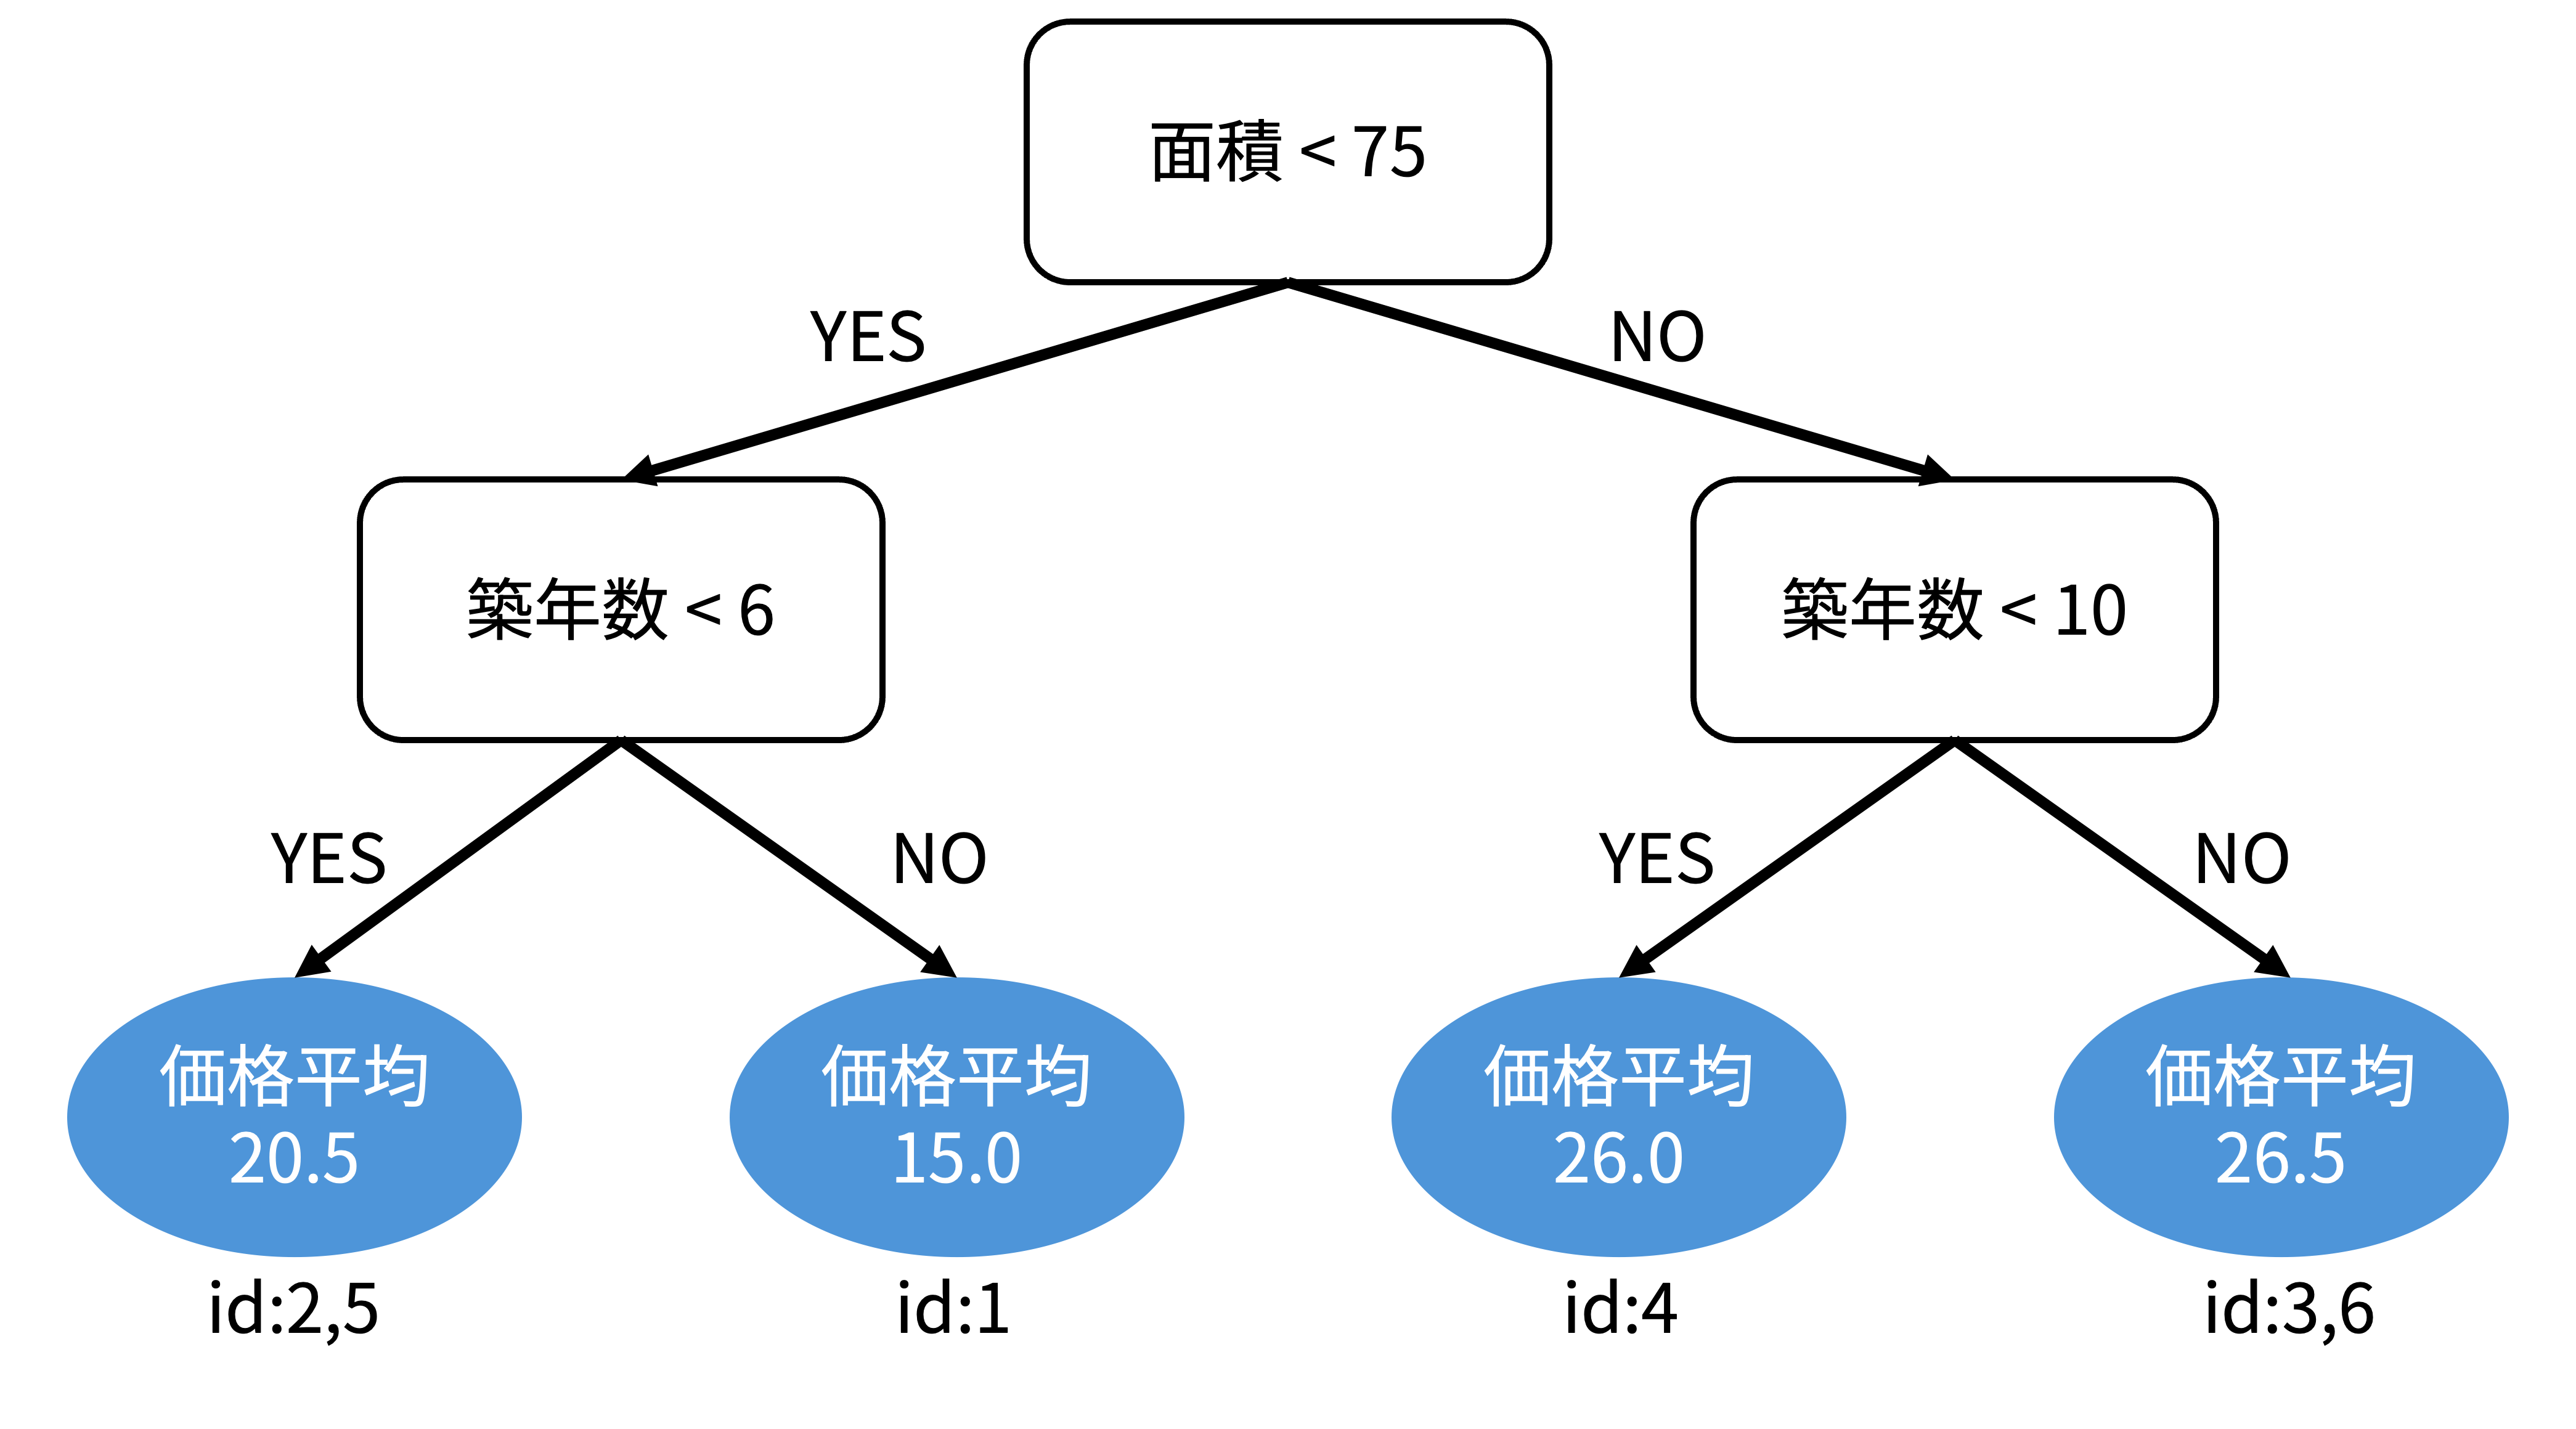 面積 < 75
YES
NO
築年数 < 6
築年数 < 10
YES
NO
YES
NO
価格平均
20.5
価格平均
15.0
価格平均
26.0
価格平均
26.5
id:2,5
id:1
id:4
id:3,6